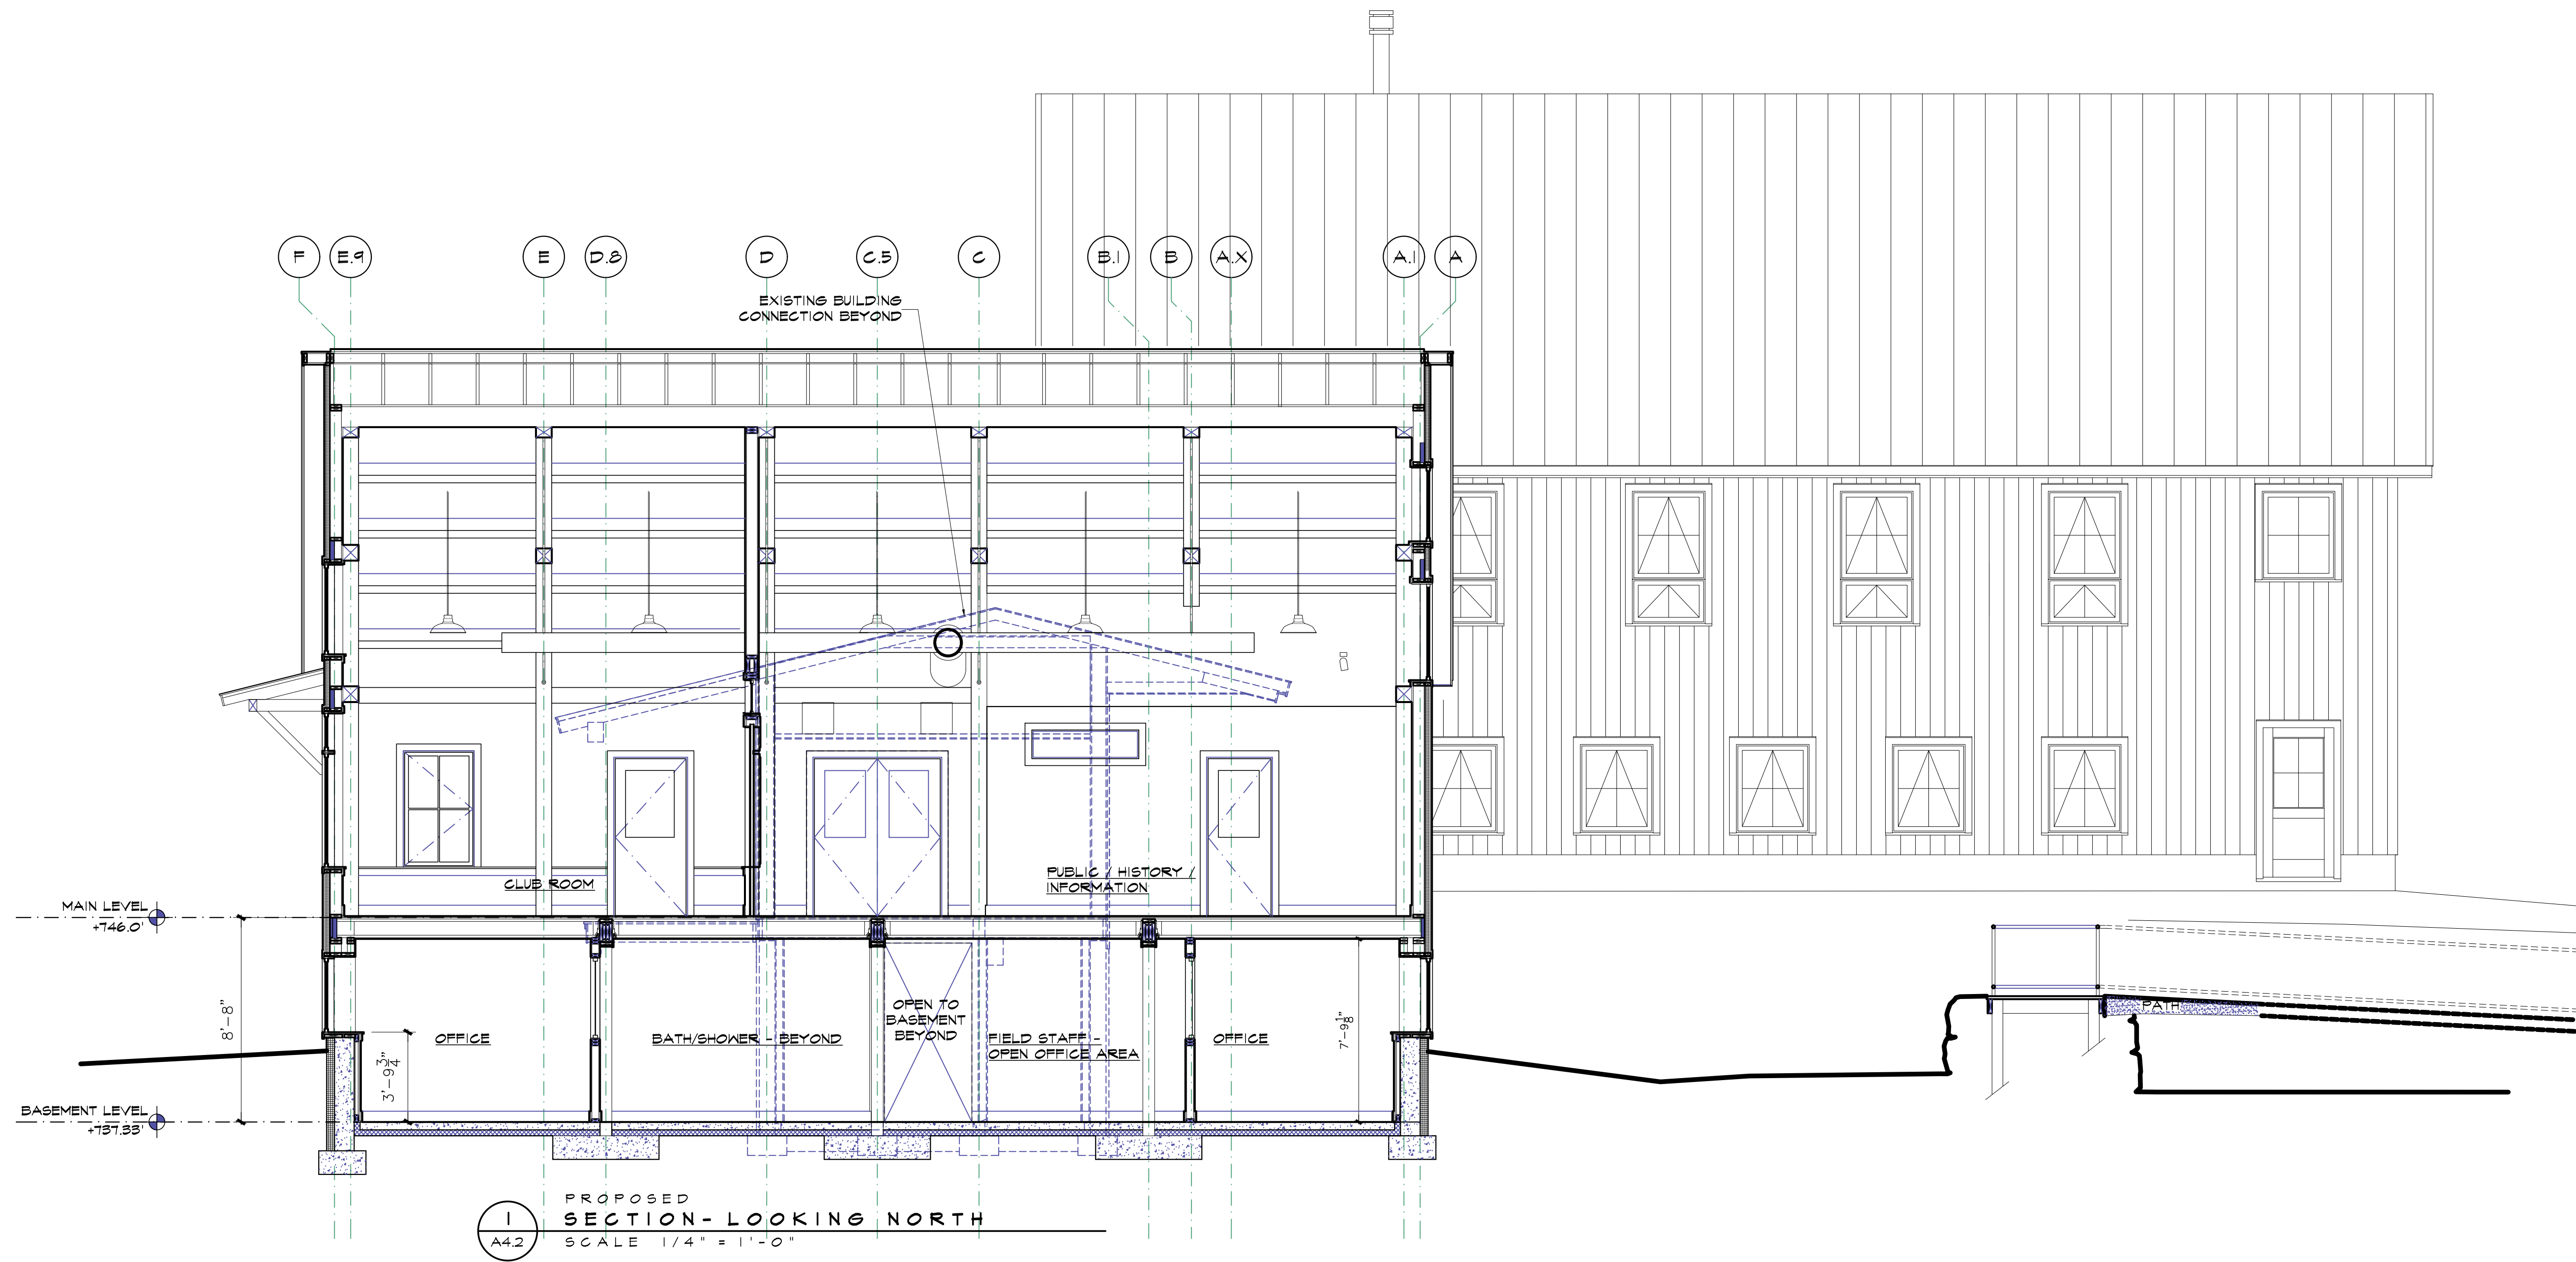 F
E.9
E
D.8
D
C.5
C
B.1
B
A.X
A.1
A
EXISTING BUILDING
CONNECTION BEYOND
CLUB ROOM
PUBLIC / HISTORY /
INFORMATION
MAIN LEVEL
+746.0'
8'-8"
3'-9 3/4"
OFFICE
BATH/SHOWER - BEYOND
OPEN TO
BASEMENT
BEYOND
FIELD STAFF -
OPEN OFFICE AREA
OFFICE
7'-9 1/8"
PATH
BASEMENT LEVEL
+737.33'
1
A4.2
PROPOSED
SECTION- LOOKING NORTH
SCALE 1/4" = 1'-0"